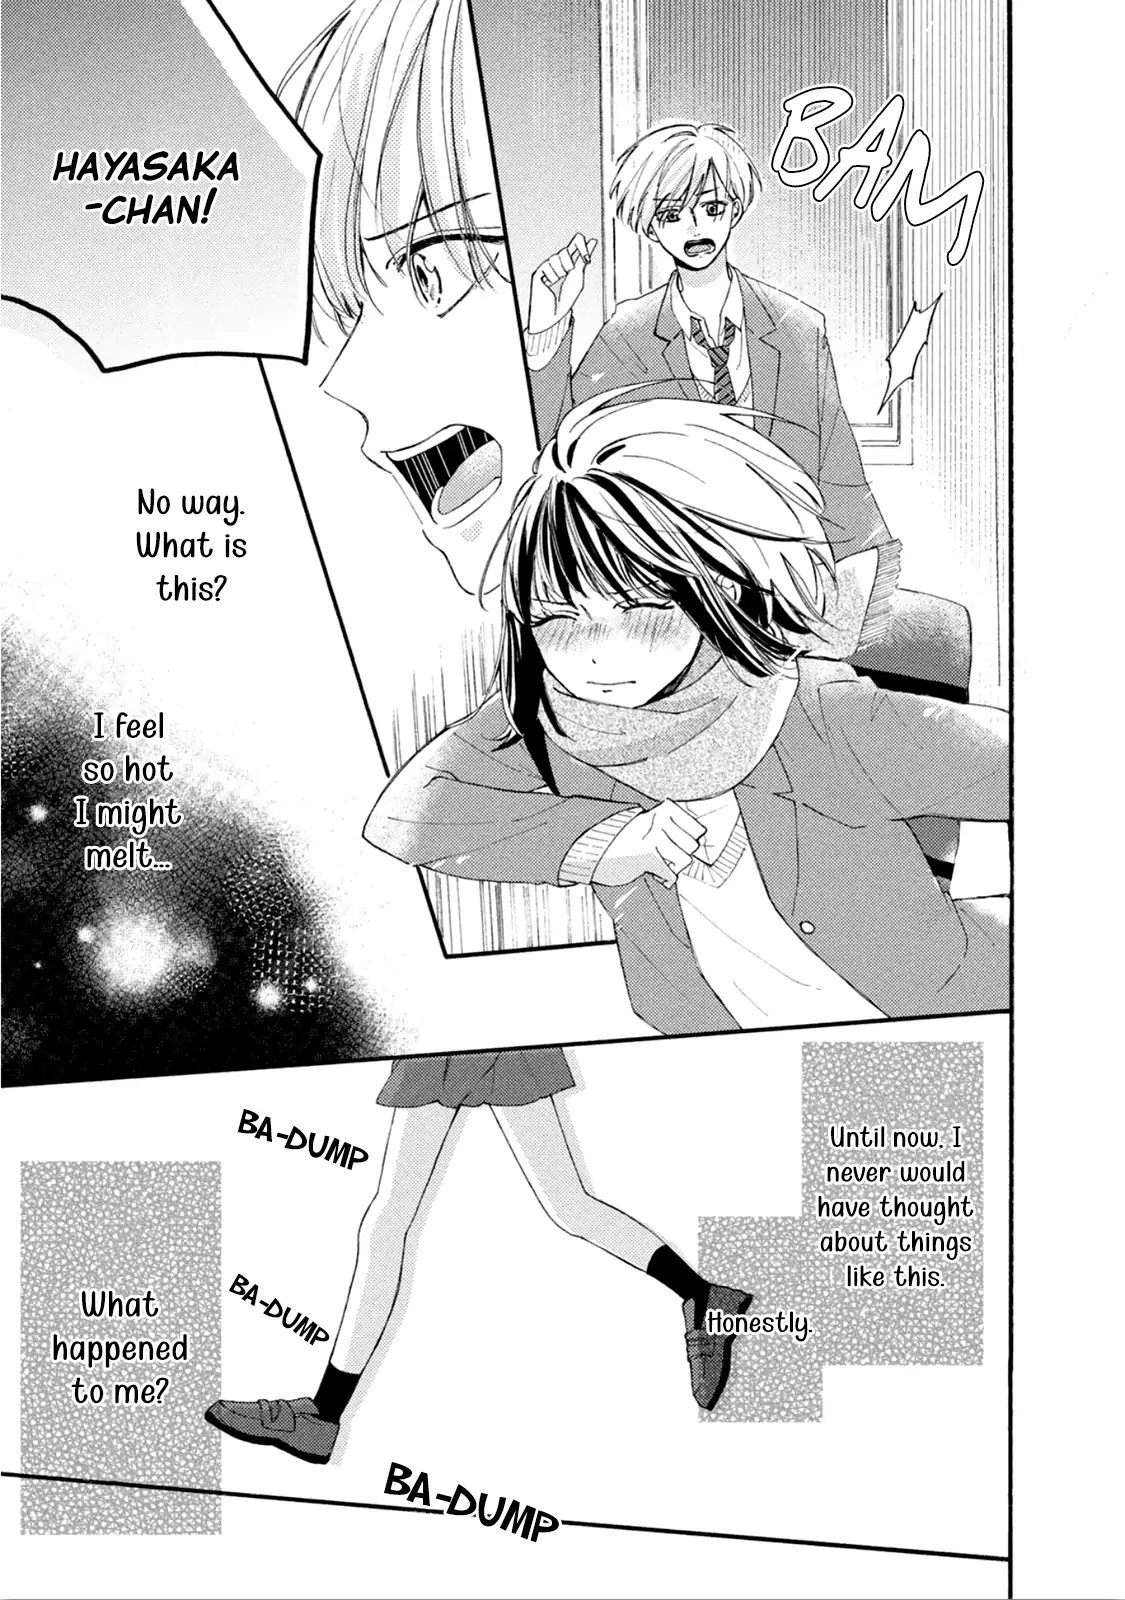 BAM
HAYASAKA
-CHAN!
No way.
What is
this?
I feel
so hot
I might
melt...
Until now, I
never would
have thought
about things
like this.
Honestly.
BA-DUMP
BA-DUMP
What
happened
to me?
BA-DUMP